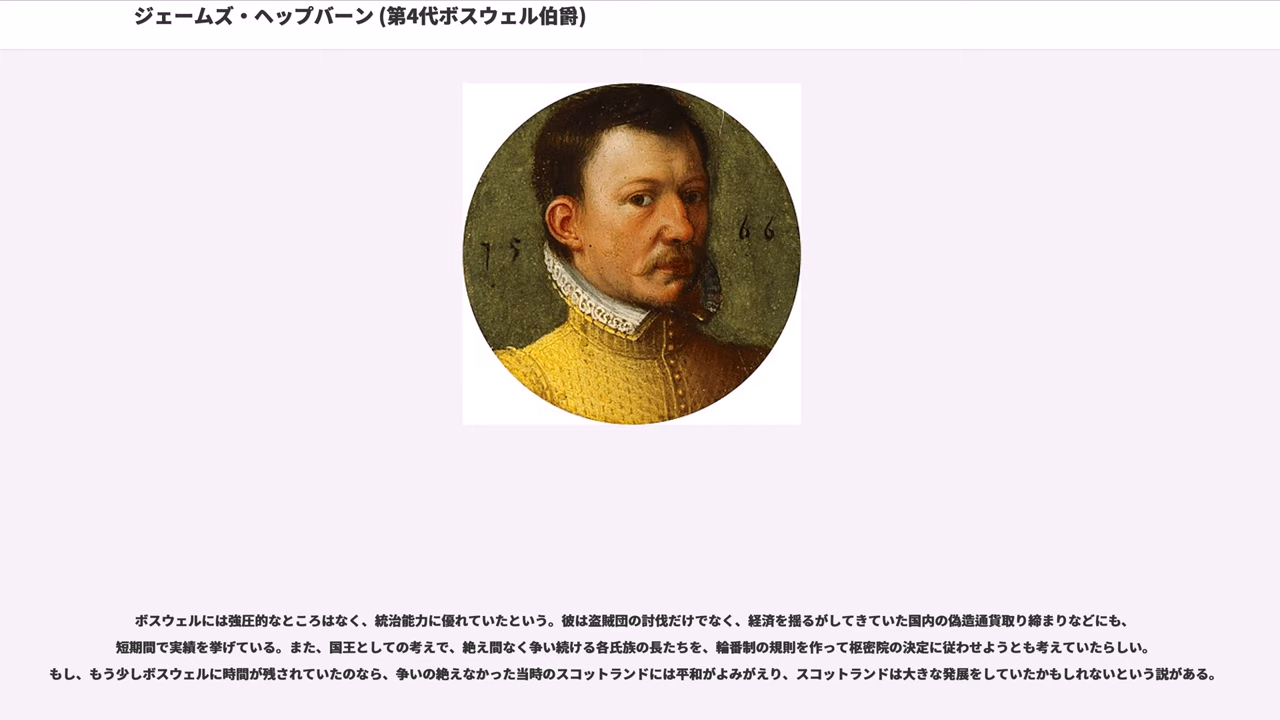 ジェームズ・ヘップバーン (第4代ボスウェル伯爵)
75 66
ボスウェルには強圧的なところはなく、統治能力に優れていたという。彼は盗賊団の討伐だけでなく、経済を揺るがしてきていた国内の偽造通貨取り締まりなどにも、
短期間で実績を挙げている。また、国王としての考えで、絶え間なく争い続ける各氏族の長たちを、輪番制の規則を作って枢密院の決定に従わせようとも考えていたらしい。
もし、もう少しボスウェルに時間が残されていたのなら、争いの絶えなかった当時のスコットランドには平和がよみがえり、スコットランドは大きな発展をしていたかもしれないという説がある。